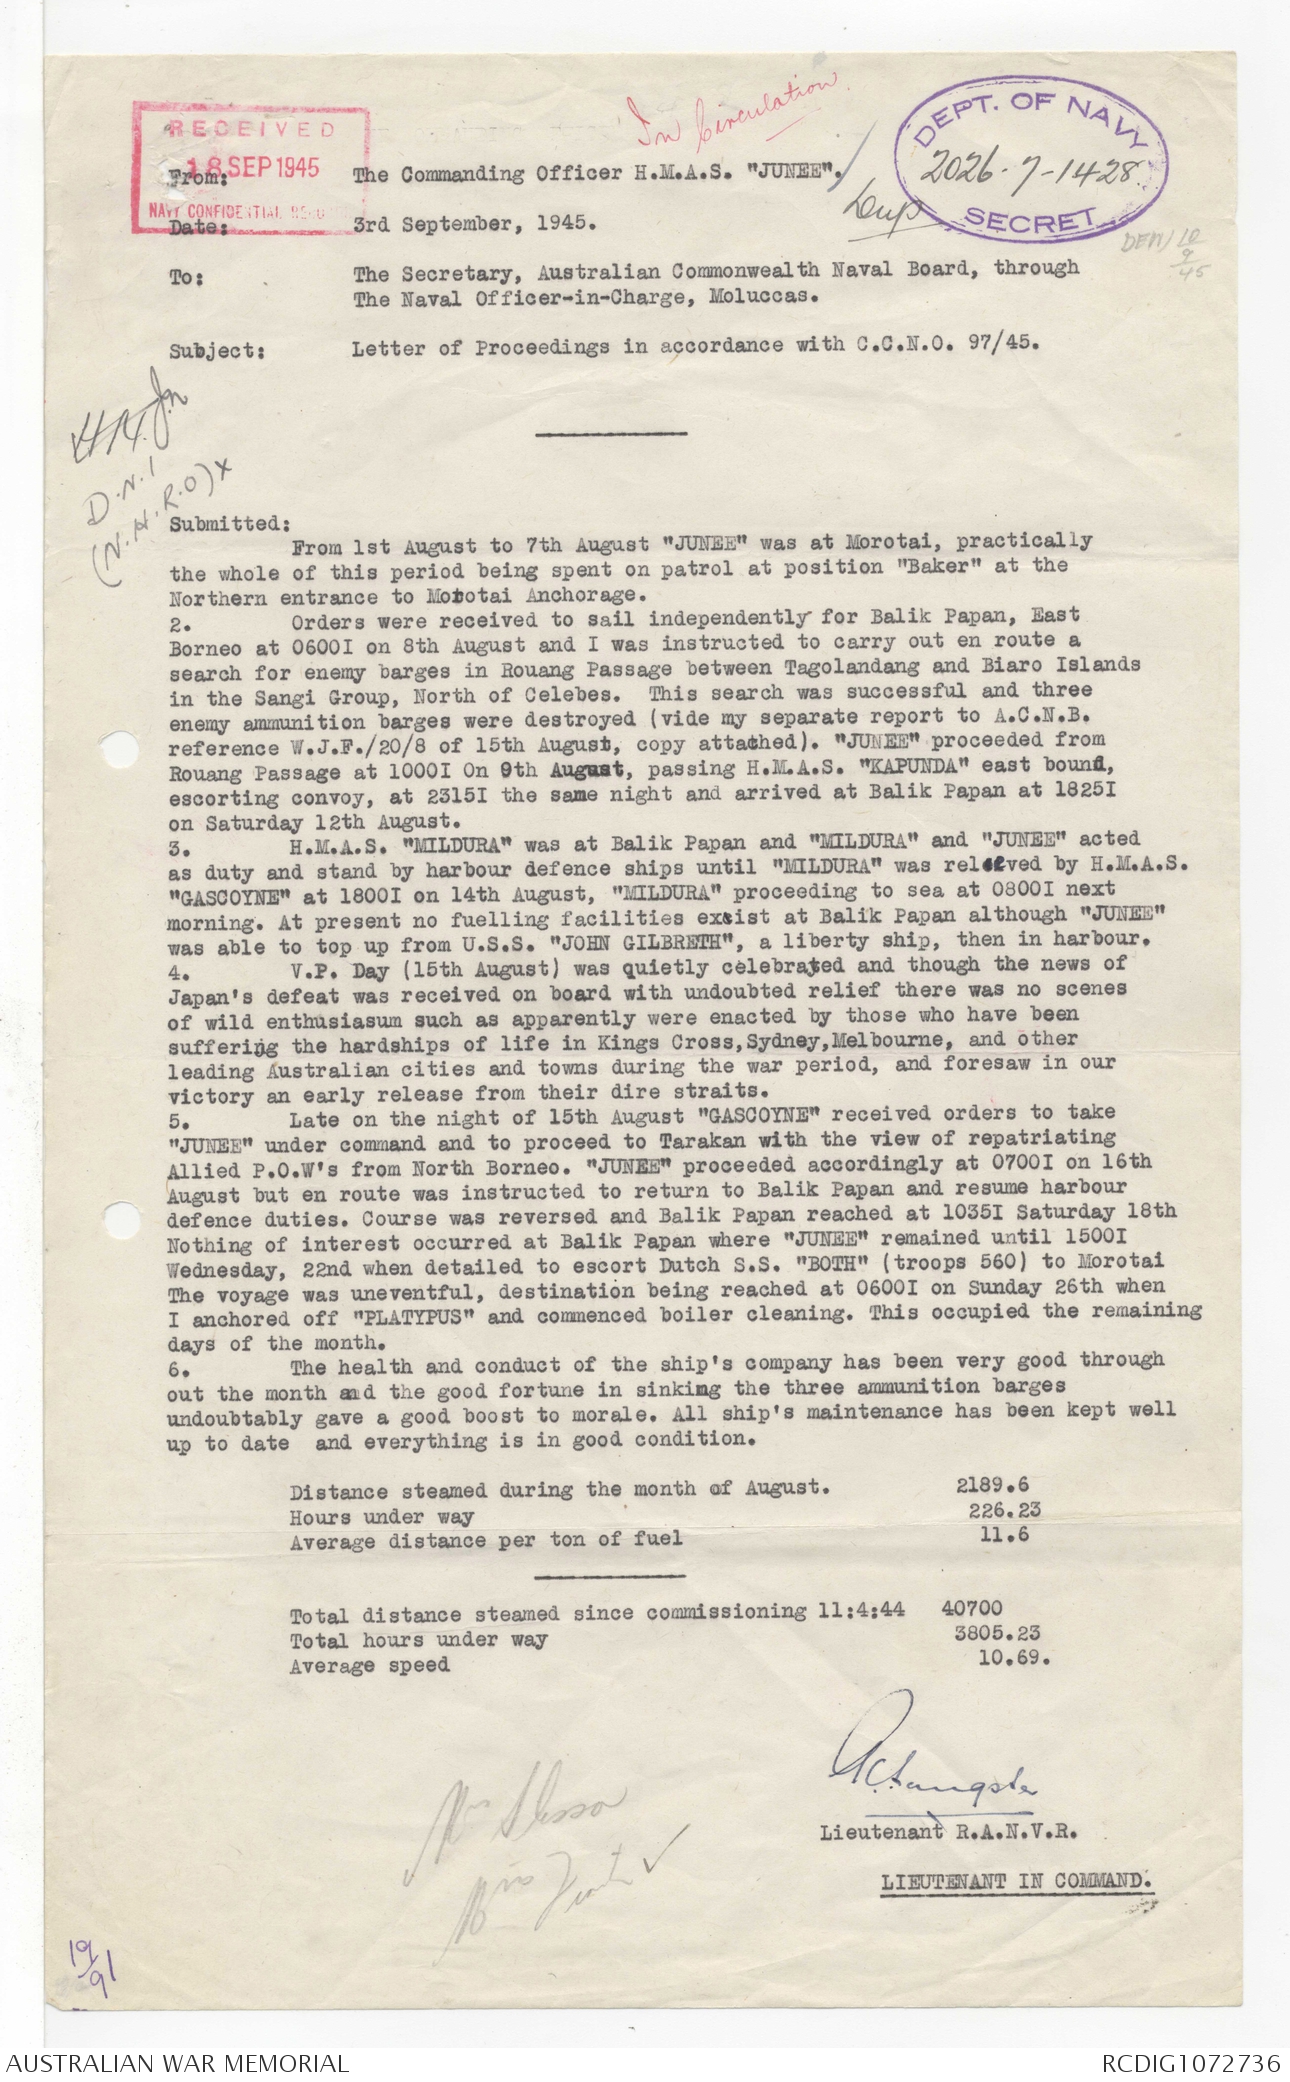 In Circulation.
RECEIVED
18 SEP 1945
NAVY CONFIDENTIAL
DEPT. OF NAVY
2026-7-1428
SECRET
From: The Commanding Officer H.M.A.S. "JUNEE".
Dup
Date: 3rd September, 1945.
To: The Secretary, Australian Commonwealth Naval Board, through
The Naval Officer-in-Charge, Moluccas.
Subject: Letter of Proceedings in accordance with C.C.N.O. 97/45.
D.N.I
(N.H.R.O)x
Submitted:
From 1st August to 7th August "JUNEE" was at Morotai, practically
the whole of this period being spent on patrol at position "Baker" at the
Northern entrance to Morotai Anchorage.
2. Orders were received to sail independently for Balik Papan, East
Borneo at 0600I on 8th August and I was instructed to carry out en route a
search for enemy barges in Rouang Passage between Tagolandang and Biaro Islands
in the Sangi Group, North of Celebes. This search was successful and three
enemy ammunition barges were destroyed (vide my separate report to A.C.N.B.
reference W.J.F./20/8 of 15th August, copy attached). "JUNEE" proceeded from
Rouang Passage at 1000I On 9th August, passing H.M.A.S. "KAPUNDA" east bound,
escorting convoy, at 2315I the same night and arrived at Balik Papan at 1825I
on Saturday 12th August.
3. H.M.A.S. "MILDURA" was at Balik Papan and "MILDURA" and "JUNEE" acted
as duty and stand by harbour defence ships until "MILDURA" was relieved by H.M.A.S.
"GASCOYNE" at 1800I on 14th August, "MILDURA" proceeding to sea at 0800I next
morning. At present no fuelling facilities exist at Balik Papan although "JUNEE"
was able to top up from U.S.S. "JOHN GILBRETH", a liberty ship, then in harbour.
4. V.P. Day (15th August) was quietly celebrated and though the news of
Japan's defeat was received on board with undoubted relief there was no scenes
of wild enthusiasum such as apparently were enacted by those who have been
suffering the hardships of life in Kings Cross,Sydney,Melbourne, and other
leading Australian cities and towns during the war period, and foresaw in our
victory an early release from their dire straits.
5. Late on the night of 15th August "GASCOYNE" received orders to take
"JUNEE" under command and to proceed to Tarakan with the view of repatriating
Allied P.O.W's from North Borneo. "JUNEE" proceeded accordingly at 0700I on 16th
August but en route was instructed to return to Balik Papan and resume harbour
defence duties. Course was reversed and Balik Papan reached at 1035I Saturday 18th
Nothing of interest occurred at Balik Papan where "JUNEE" remained until 1500I
Wednesday, 22nd when detailed to escort Dutch S.S. "BOTH" (troops 560) to Morotai
The voyage was uneventful, destination being reached at 0600I on Sunday 26th when
I anchored off "PLATYPUS" and commenced boiler cleaning. This occupied the remaining
days of the month.
6. The health and conduct of the ship's company has been very good through
out the month and the good fortune in sinking the three ammunition barges
undoubtably gave a good boost to morale. All ship's maintenance has been kept well
up to date and everything is in good condition.
Distance steamed during the month of August. 2189.6
Hours under way 226.23
Average distance per ton of fuel 11.6
Total distance steamed since commissioning 11:4:44 40700
Total hours under way 3805.23
Average speed 10.69.
Lieutenant R.A.N.V.R.
LIEUTENANT IN COMMAND.
19/91
AUSTRALIAN WAR MEMORIAL
RCDIG1072736